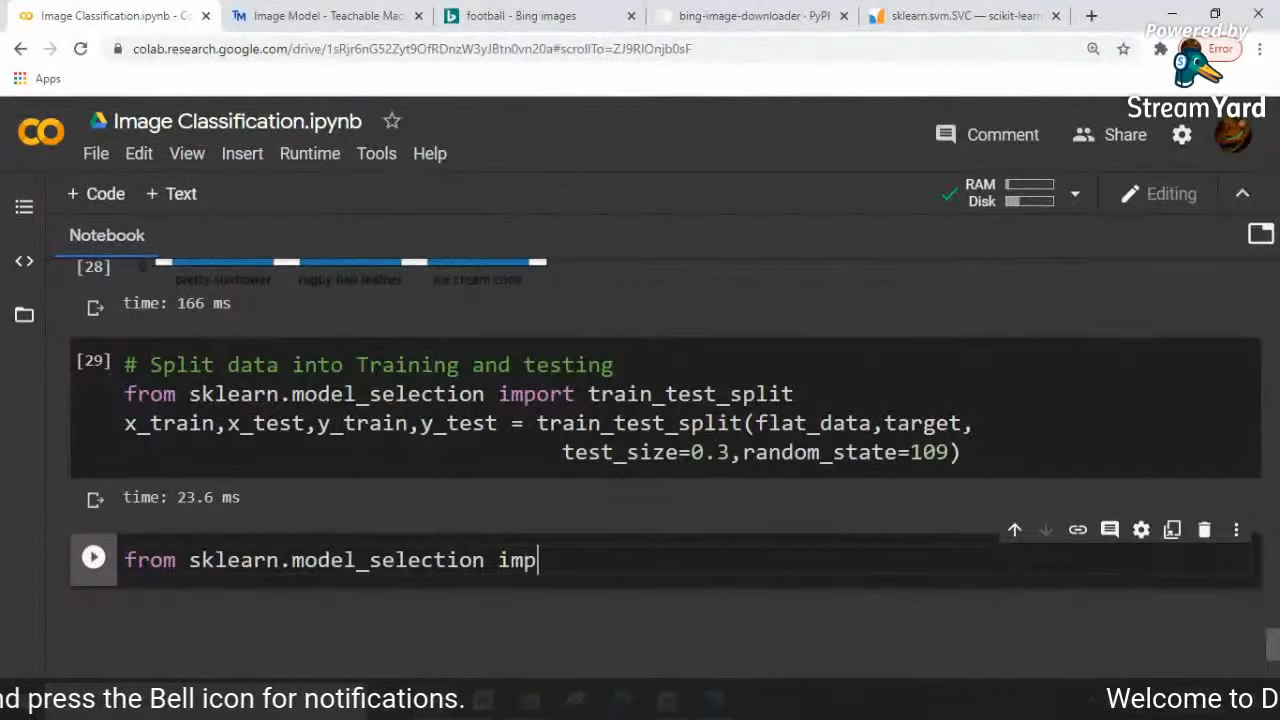 Image Classification.ipynb - Co
Image Model - Teachable Mac
football - Bing images
bing-image-downloader · PyPI
sklearn.svm.SVC — scikit-learn
colab.research.google.com/drive/1sRjr6nG52Zyt9OfRDnzW3yJBtn0vn20a#scrollTo=ZJ9RlOnjb0sF
Error
Powered by
StreamYard
Apps
Image Classification.ipynb
File Edit View Insert Runtime Tools Help
Comment
Share
+ Code + Text
RAM
Disk
Editing
Notebook
[28]
pretty sunflower rugby ball leather ice cream cone
time: 166 ms
[29]
# Split data into Training and testing
from sklearn.model_selection import train_test_split
x_train,x_test,y_train,y_test = train_test_split(flat_data,target,
test_size=0.3,random_state=109)
time: 23.6 ms
from sklearn.model_selection imp
nd press the Bell icon for notifications.
Welcome to D